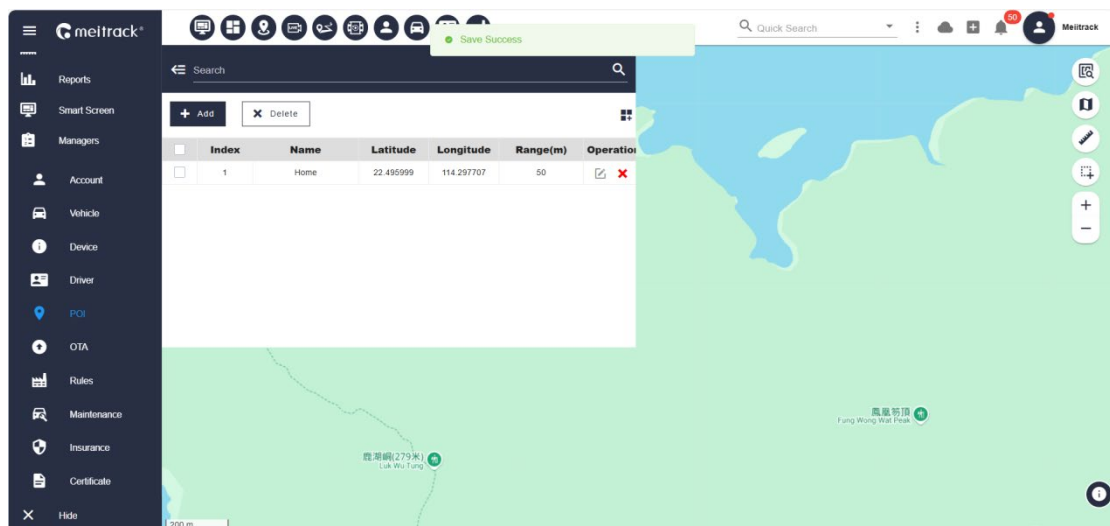 meitrack®
Save Success
Quick Search
50
Meiitrack
Reports
Smart Screen
Managers
Account
Vehicle
Device
Driver
POI
OTA
Rules
Maintenance
Insurance
Certificate
Hide
Search
Add
Delete
Index Name Latitude Longitude Range(m) Operation
1 Home 22.495999 114.297707 50
鳳凰笏頂
Fung Wong Wat Peak
鹿湖峒(279米)
Luk Wu Tung
200 m